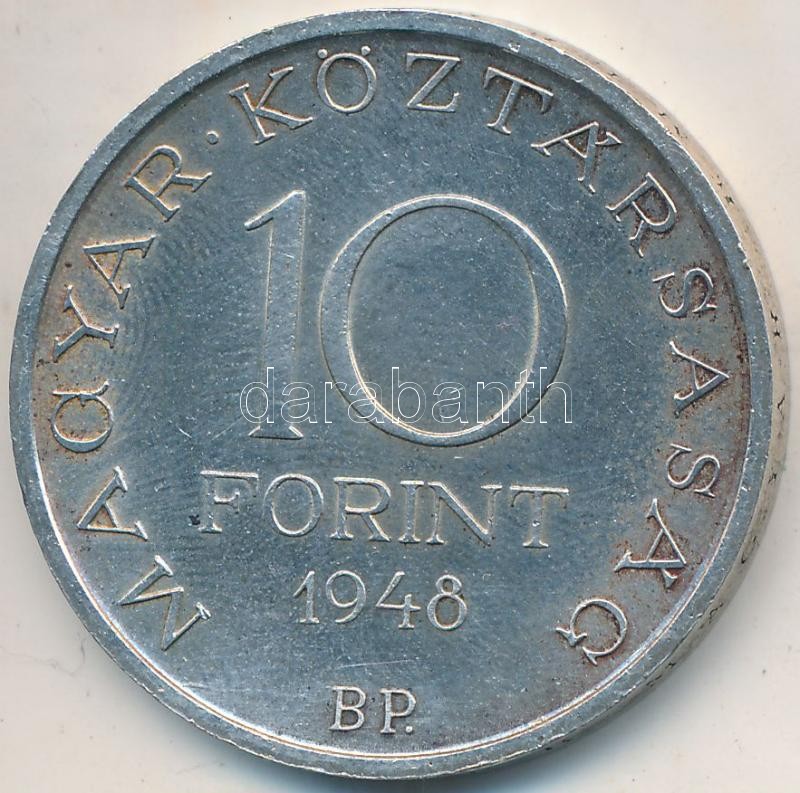 MAGYAR · KÖZTÁRSASÁG
10
FORINT
1948
BP.
darabanth